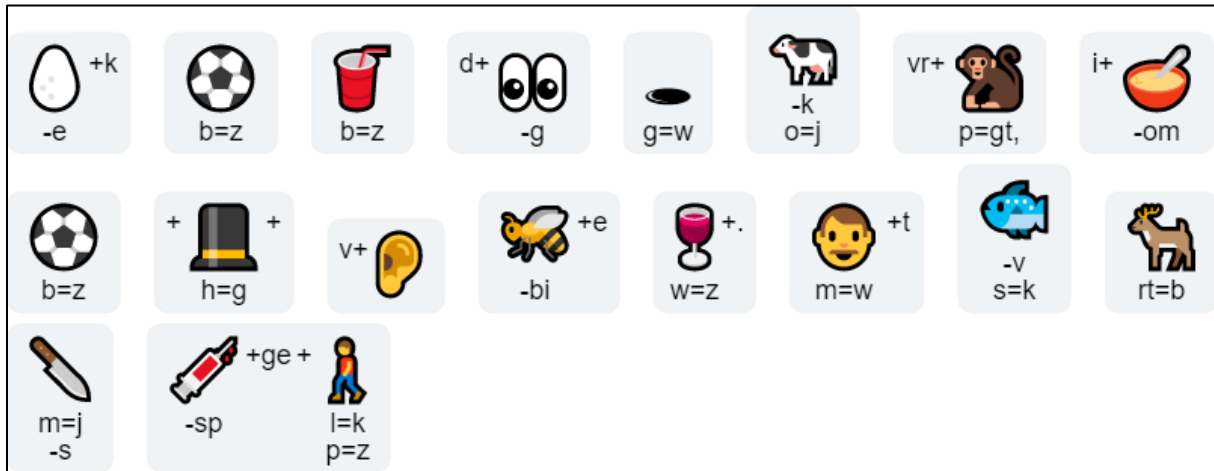 +k d+ vr+ i+
-k
-e b=z b=z -g g=w o=j p=gt, -om
+ + v+ +e +. +t
-v
b=z h=g -bi w=z m=w s=k rt=b
+ge +
m=j -sp l=k
-s p=z